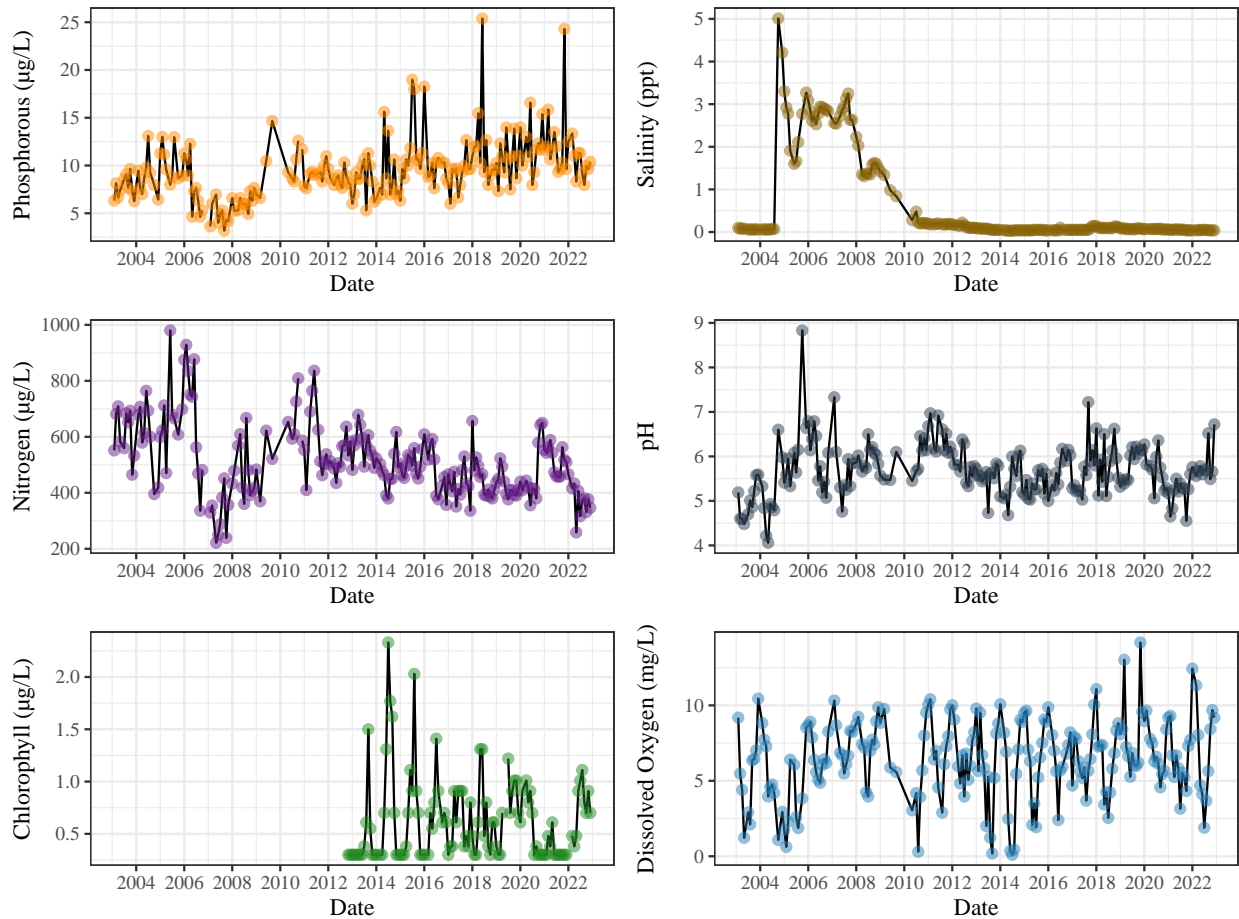 Phosphorous (µg/L)
25
20
15
10
5
2004 2006 2008 2010 2012 2014 2016 2018 2020 2022
Date
Salinity (ppt)
5
4
3
2
1
0
2004 2006 2008 2010 2012 2014 2016 2018 2020 2022
Date
Nitrogen (µg/L)
1000
800
600
400
200
2004 2006 2008 2010 2012 2014 2016 2018 2020 2022
Date
pH
9
8
7
6
5
4
2004 2006 2008 2010 2012 2014 2016 2018 2020 2022
Date
Chlorophyll (µg/L)
2.0
1.5
1.0
0.5
2004 2006 2008 2010 2012 2014 2016 2018 2020 2022
Date
Dissolved Oxygen (mg/L)
10
5
0
2004 2006 2008 2010 2012 2014 2016 2018 2020 2022
Date